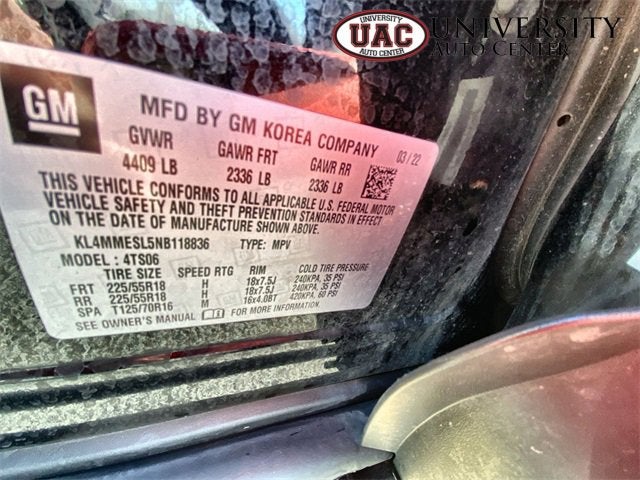 UNIVERSITY
UAC
AUTO CENTER
UNIVERSITY
AUTO CENTER
GM
MFD BY GM KOREA COMPANY
GVWR GAWR FRT GAWR RR 03/22
4409 LB 2336 LB 2336 LB
THIS VEHICLE CONFORMS TO ALL APPLICABLE U.S. FEDERAL MOTOR
VEHICLE SAFETY AND THEFT PREVENTION STANDARDS IN EFFECT
ON THE DATE OF MANUFACTURE SHOWN ABOVE.
KL4MMESL5NB118836 TYPE: MPV
MODEL : 4TS06
TIRE SIZE SPEED RTG RIM COLD TIRE PRESSURE
FRT 225/55R18 H 18x7.5J 240KPA, 35 PSI
RR 225/55R18 H 18x7.5J 240KPA, 35 PSI
SPA T125/70R16 M 16x4.0BT 420KPA, 60 PSI
SEE OWNER'S MANUAL FOR MORE INFORMATION.